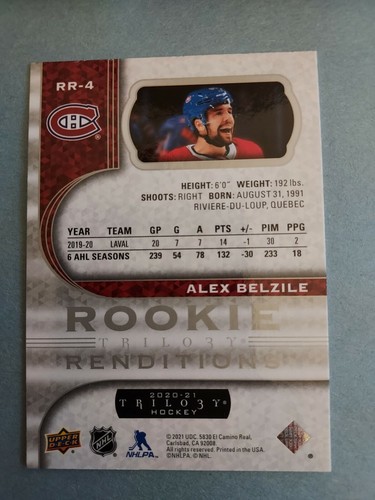 RR-4
HEIGHT: 6'0" WEIGHT: 192 lbs.
SHOOTS: RIGHT BORN: AUGUST 31, 1991
RIVIERE-DU-LOUP, QUEBEC
YEAR TEAM GP G A PTS +/- PIM PPG
2019-20 LAVAL 20 7 7 14 -1 30 2
6 AHL SEASONS 239 54 78 132 -30 233 18
ALEX BELZILE
ROOKIE
TRILO3Y
RENDITIONS
2020-21
TRILO3Y
HOCKEY
UPPER DECK
NHL
NHLPA
© 2021 UDC. 5830 El Camino Real,
Carlsbad, CA 92008.
All rights reserved. Printed in the USA.
©NHLPA. © NHL.